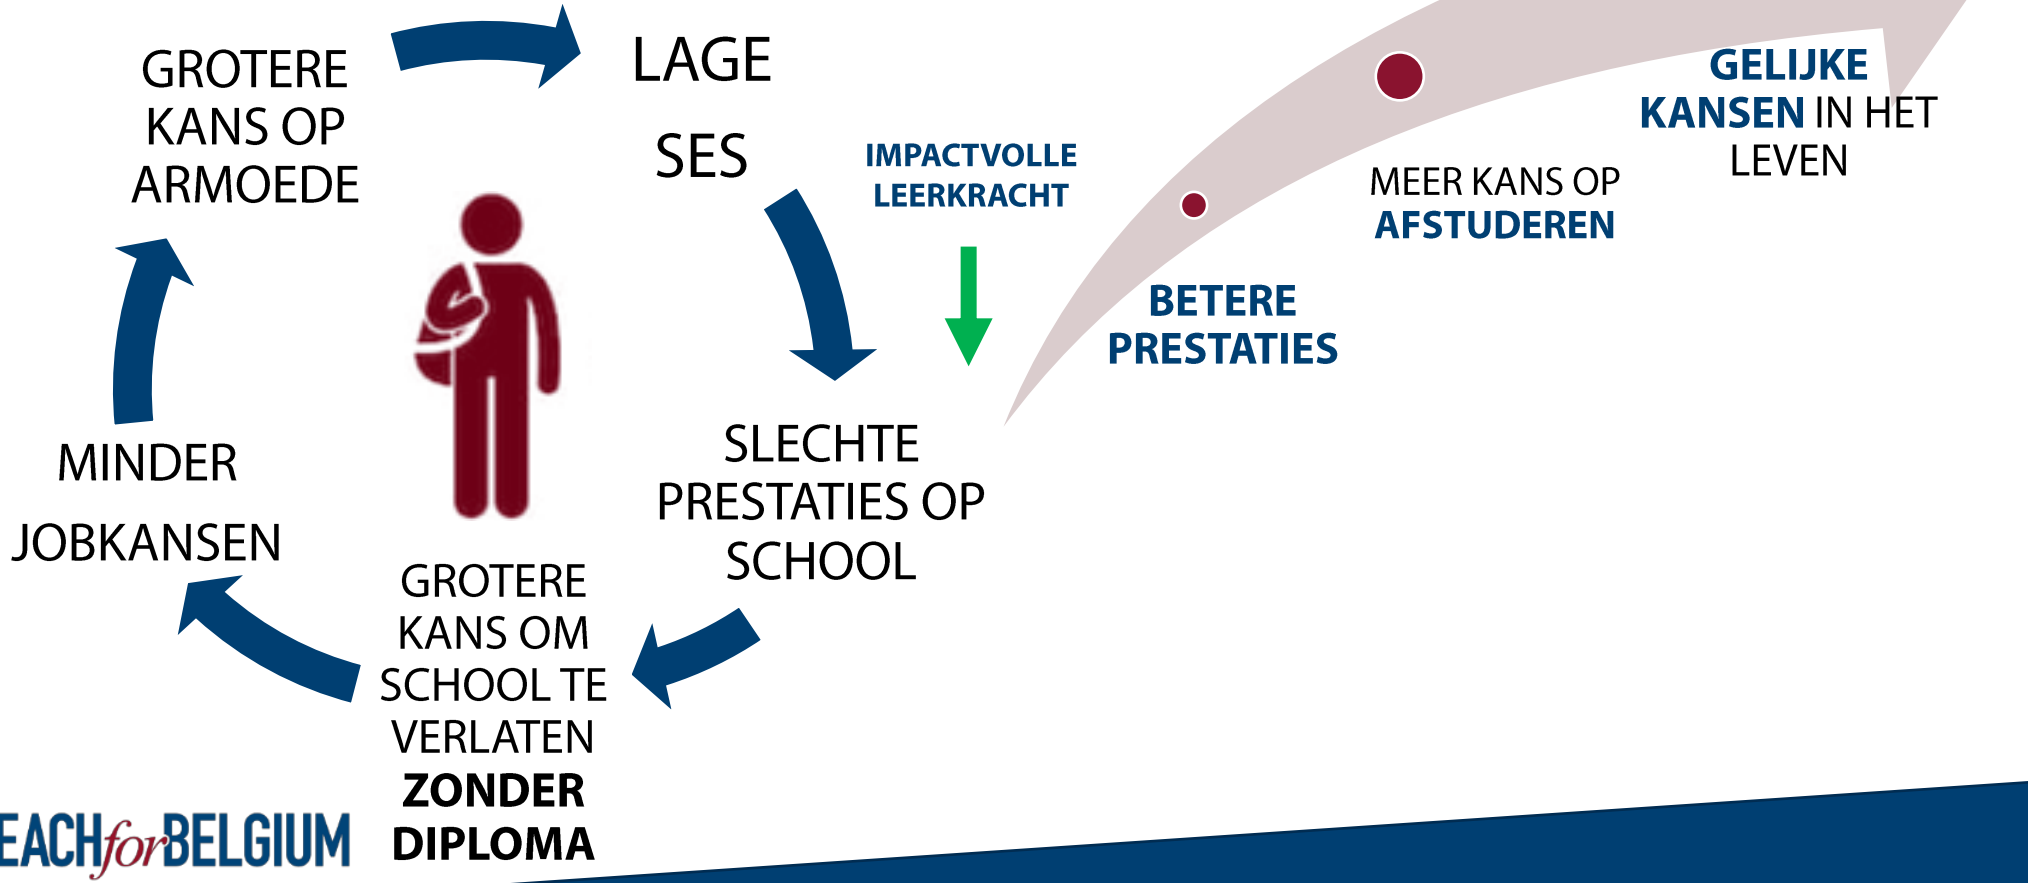 GROTERE
KANS OP
ARMOEDE
LAGE
SES
IMPACTVOLLE
LEERKRACHT
SLECHTE
PRESTATIES OP
SCHOOL
GROTERE
KANS OM
SCHOOL TE
VERLATEN
ZONDER
DIPLOMA
MINDER
JOBKANSEN
BETERE
PRESTATIES
MEER KANS OP
AFSTUDEREN
GELIJKE
KANSEN IN HET
LEVEN
EACHforBELGIUM